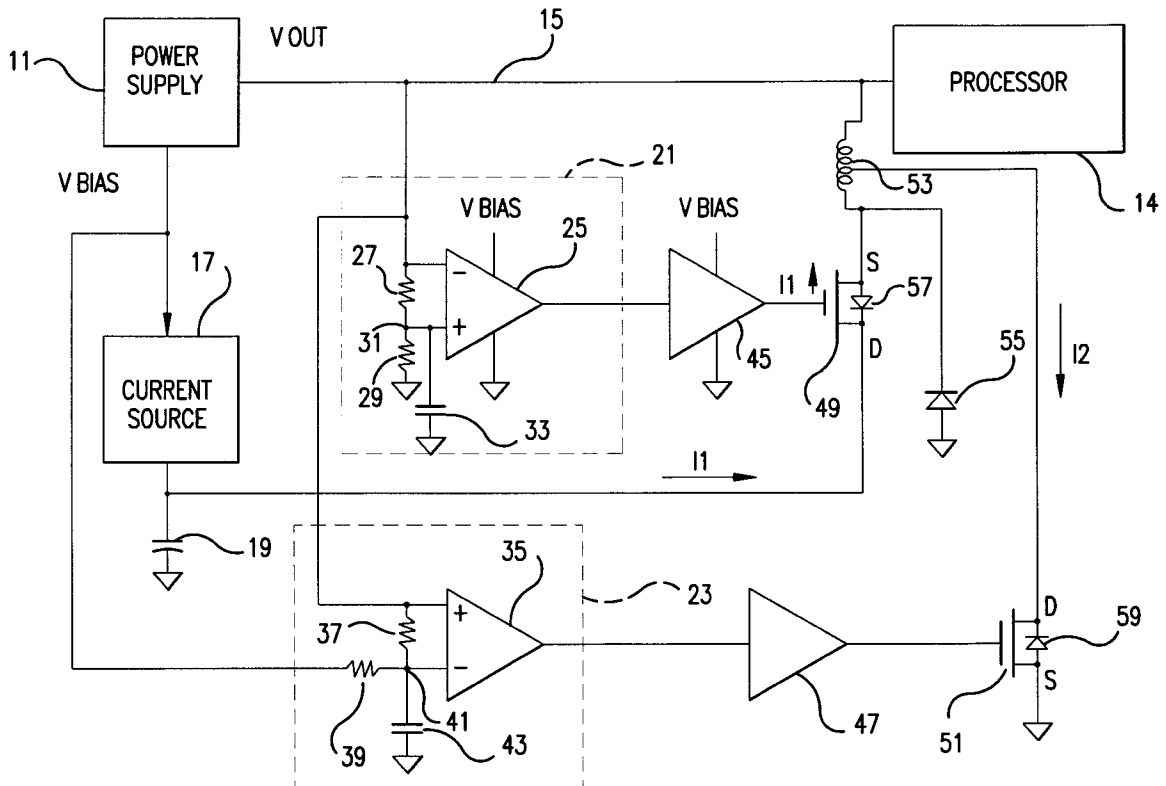 POWER SUPPLY
11
V OUT
15
PROCESSOR
14
V BIAS
21
53
17
V BIAS
25
V BIAS
27
−
+
31
29
33
CURRENT SOURCE
45
I1
S
57
D
49
55
I2
I1
19
35
23
+
−
37
39
41
43
47
D
59
S
51